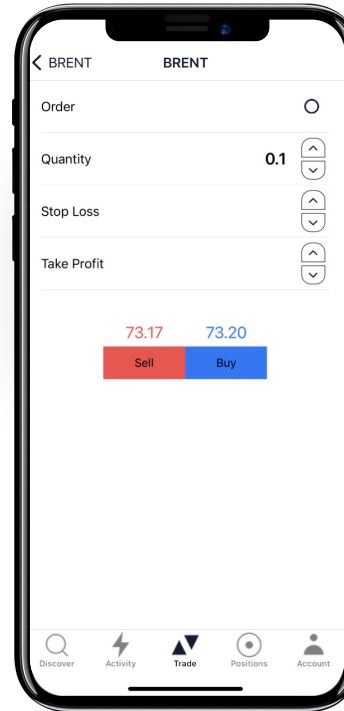 BRENT BRENT
Order
Quantity 0.1
Stop Loss
Take Profit
73.17 73.20
Sell Buy
Discover Activity Trade Positions Account